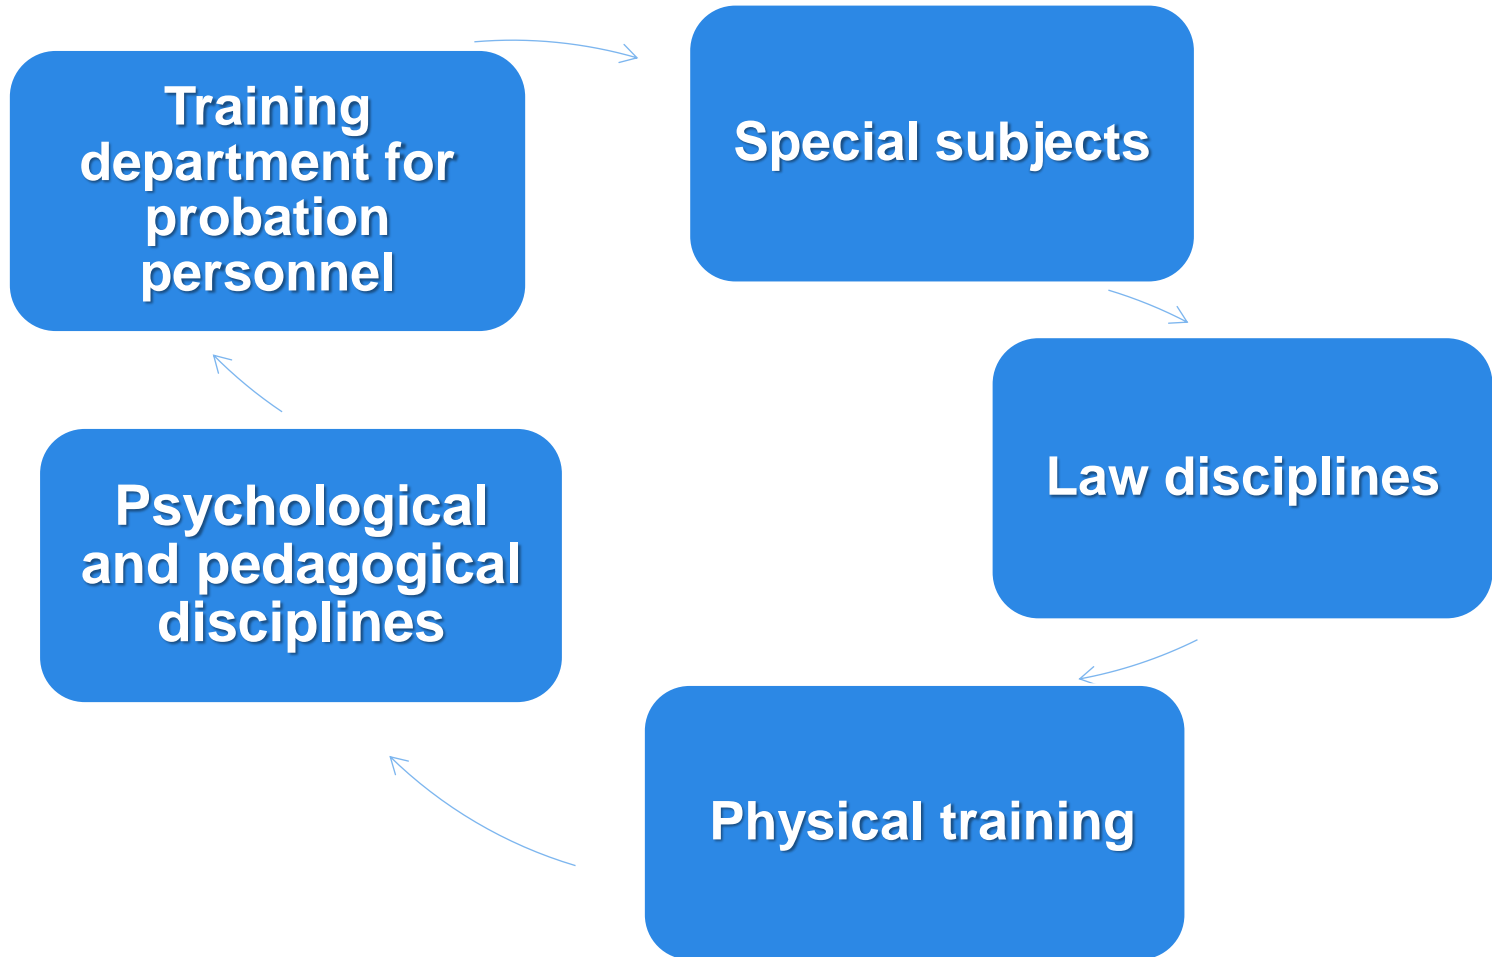 Training
department for
probation
personnel
Special subjects
Law disciplines
Physical training
Psychological
and pedagogical
disciplines